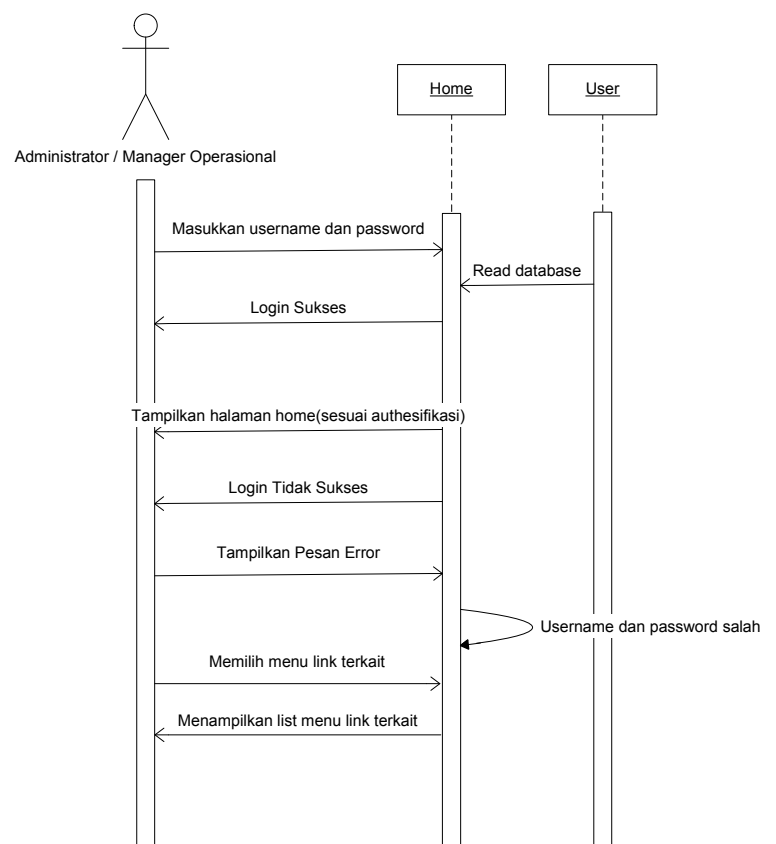 Home
User
Administrator / Manager Operasional
Masukkan username dan password
Read database
Login Sukses
Tampilkan halaman home(sesuai authesifikasi)
Login Tidak Sukses
Tampilkan Pesan Error
Username dan password salah
Memilih menu link terkait
Menampilkan list menu link terkait